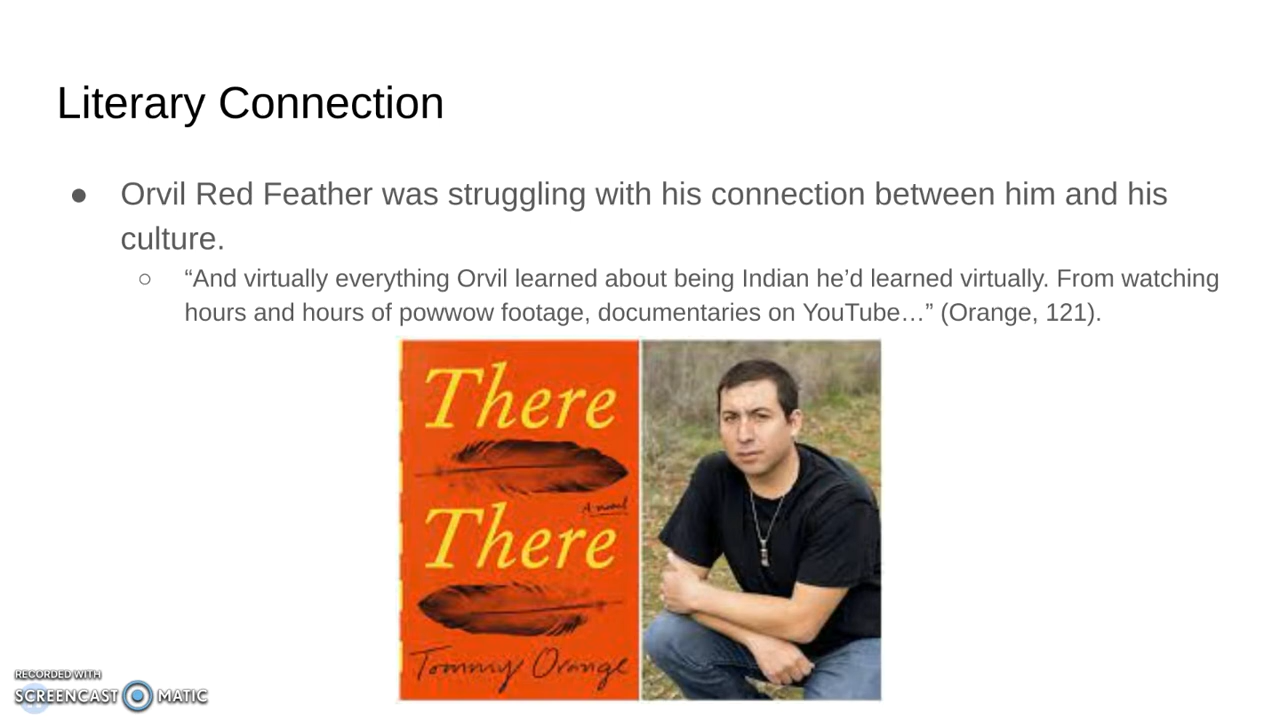 Literary Connection
● Orvil Red Feather was struggling with his connection between him and his
culture.
○ “And virtually everything Orvil learned about being Indian he’d learned virtually. From watching
hours and hours of powwow footage, documentaries on YouTube…” (Orange, 121).
There
A novel
There
Tommy Orange
RECORDED WITH
SCREENCAST MATIC